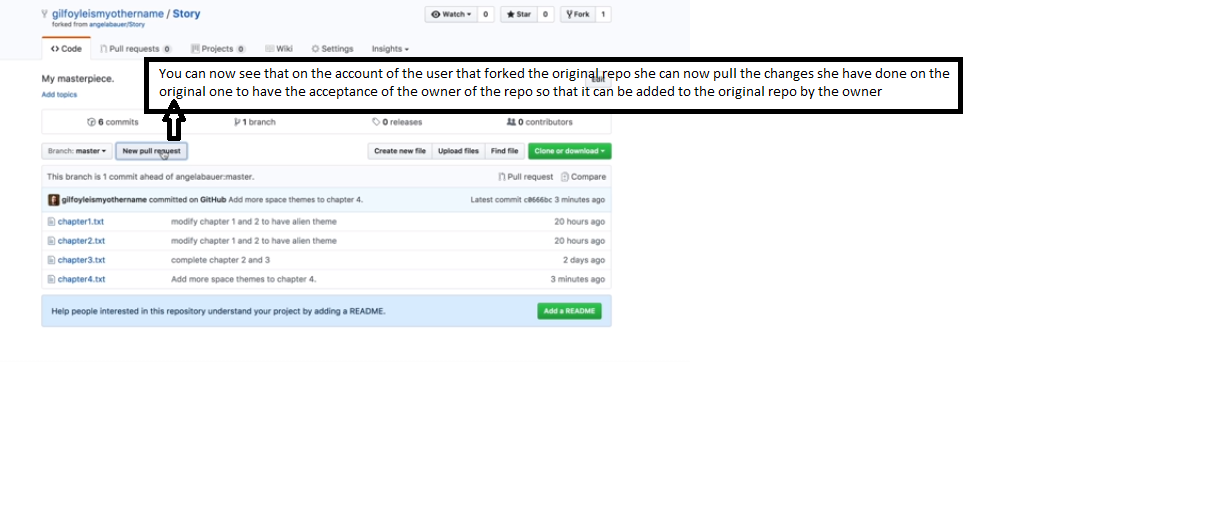 gilfoyleismyothername / Story
forked from angelabauer/Story
Watch 0 Star 0 Fork 1
Code Pull requests 0 Projects 0 Wiki Settings Insights
My masterpiece. Edit
Add topics
You can now see that on the account of the user that forked the original repo she can now pull the changes she have done on the
original one to have the acceptance of the owner of the repo so that it can be added to the original repo by the owner
6 commits 1 branch 0 releases 0 contributors
Branch: master New pull request Create new file Upload files Find file Clone or download
This branch is 1 commit ahead of angelabauer:master. Pull request Compare
gilfoyleismyothername committed on GitHub Add more space themes to chapter 4. Latest commit c0666bc 3 minutes ago
chapter1.txt modify chapter 1 and 2 to have alien theme 20 hours ago
chapter2.txt modify chapter 1 and 2 to have alien theme 20 hours ago
chapter3.txt complete chapter 2 and 3 2 days ago
chapter4.txt Add more space themes to chapter 4. 3 minutes ago
Help people interested in this repository understand your project by adding a README. Add a README